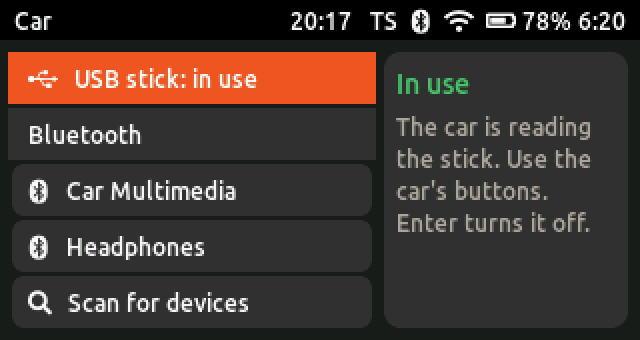 Car 20:17 TS 78% 6:20
USB stick: in use
Bluetooth
Car Multimedia
Headphones
Scan for devices
In use
The car is reading
the stick. Use the
car's buttons.
Enter turns it off.